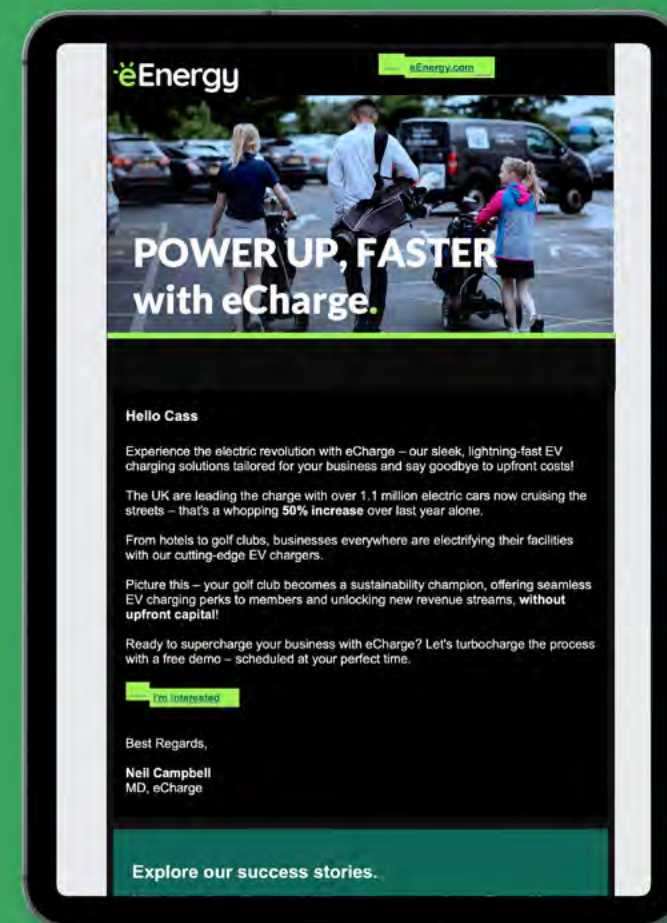 ëEnergy
eEnergy.com
POWER UP, FASTER
with eCharge.
Hello Cass
Experience the electric revolution with eCharge – our sleek, lightning-fast EV
charging solutions tailored for your business and say goodbye to upfront costs!
The UK are leading the charge with over 1.1 million electric cars now cruising the
streets – that's a whopping 50% increase over last year alone.
From hotels to golf clubs, businesses everywhere are electrifying their facilities
with our cutting-edge EV chargers.
Picture this – your golf club becomes a sustainability champion, offering seamless
EV charging perks to members and unlocking new revenue streams, without
upfront capital!
Ready to supercharge your business with eCharge? Let's turbocharge the process
with a free demo – scheduled at your perfect time.
I'm Interested
Best Regards,
Neil Campbell
MD, eCharge
Explore our success stories.